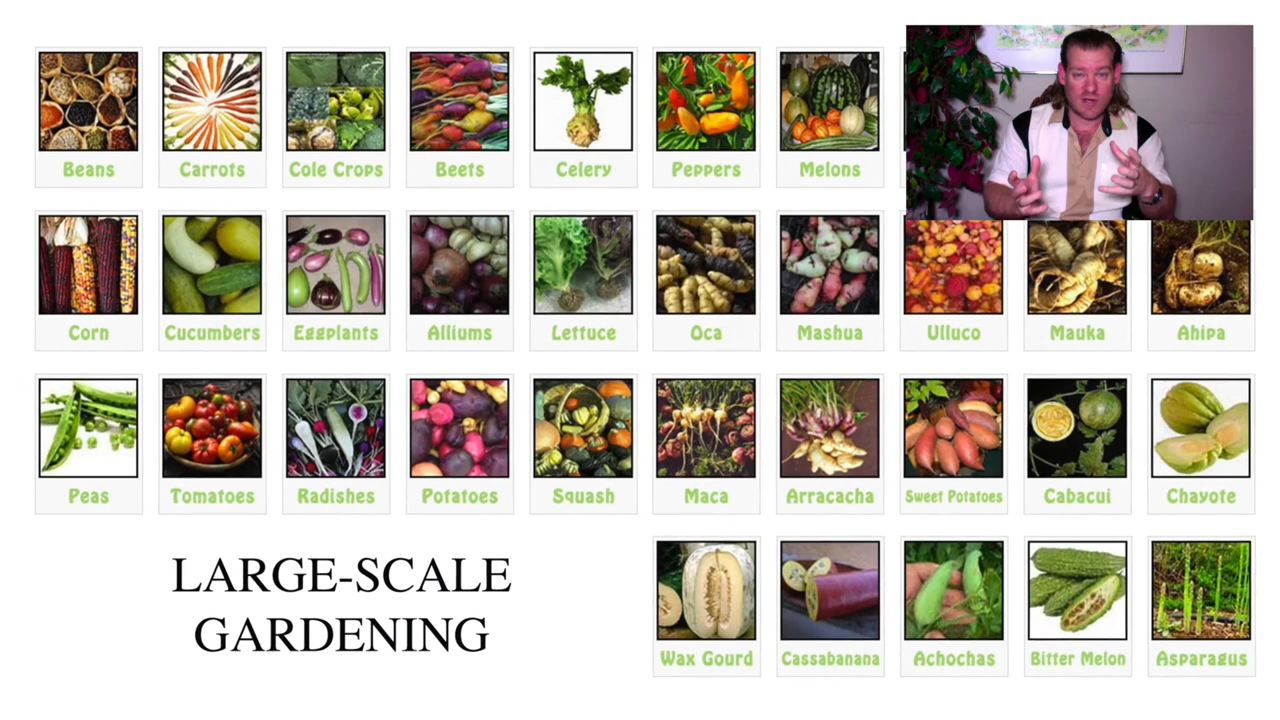 Beans Carrots Cole Crops Beets Celery Peppers Melons
Corn Cucumbers Eggplants Alliums Lettuce Oca Mashua Ulluco Mauka Ahipa
Peas Tomatoes Radishes Potatoes Squash Maca Arracacha Sweet Potatoes Cabacui Chayote
LARGE-SCALE
GARDENING
Wax Gourd Cassabanana Achochas Bitter Melon Asparagus